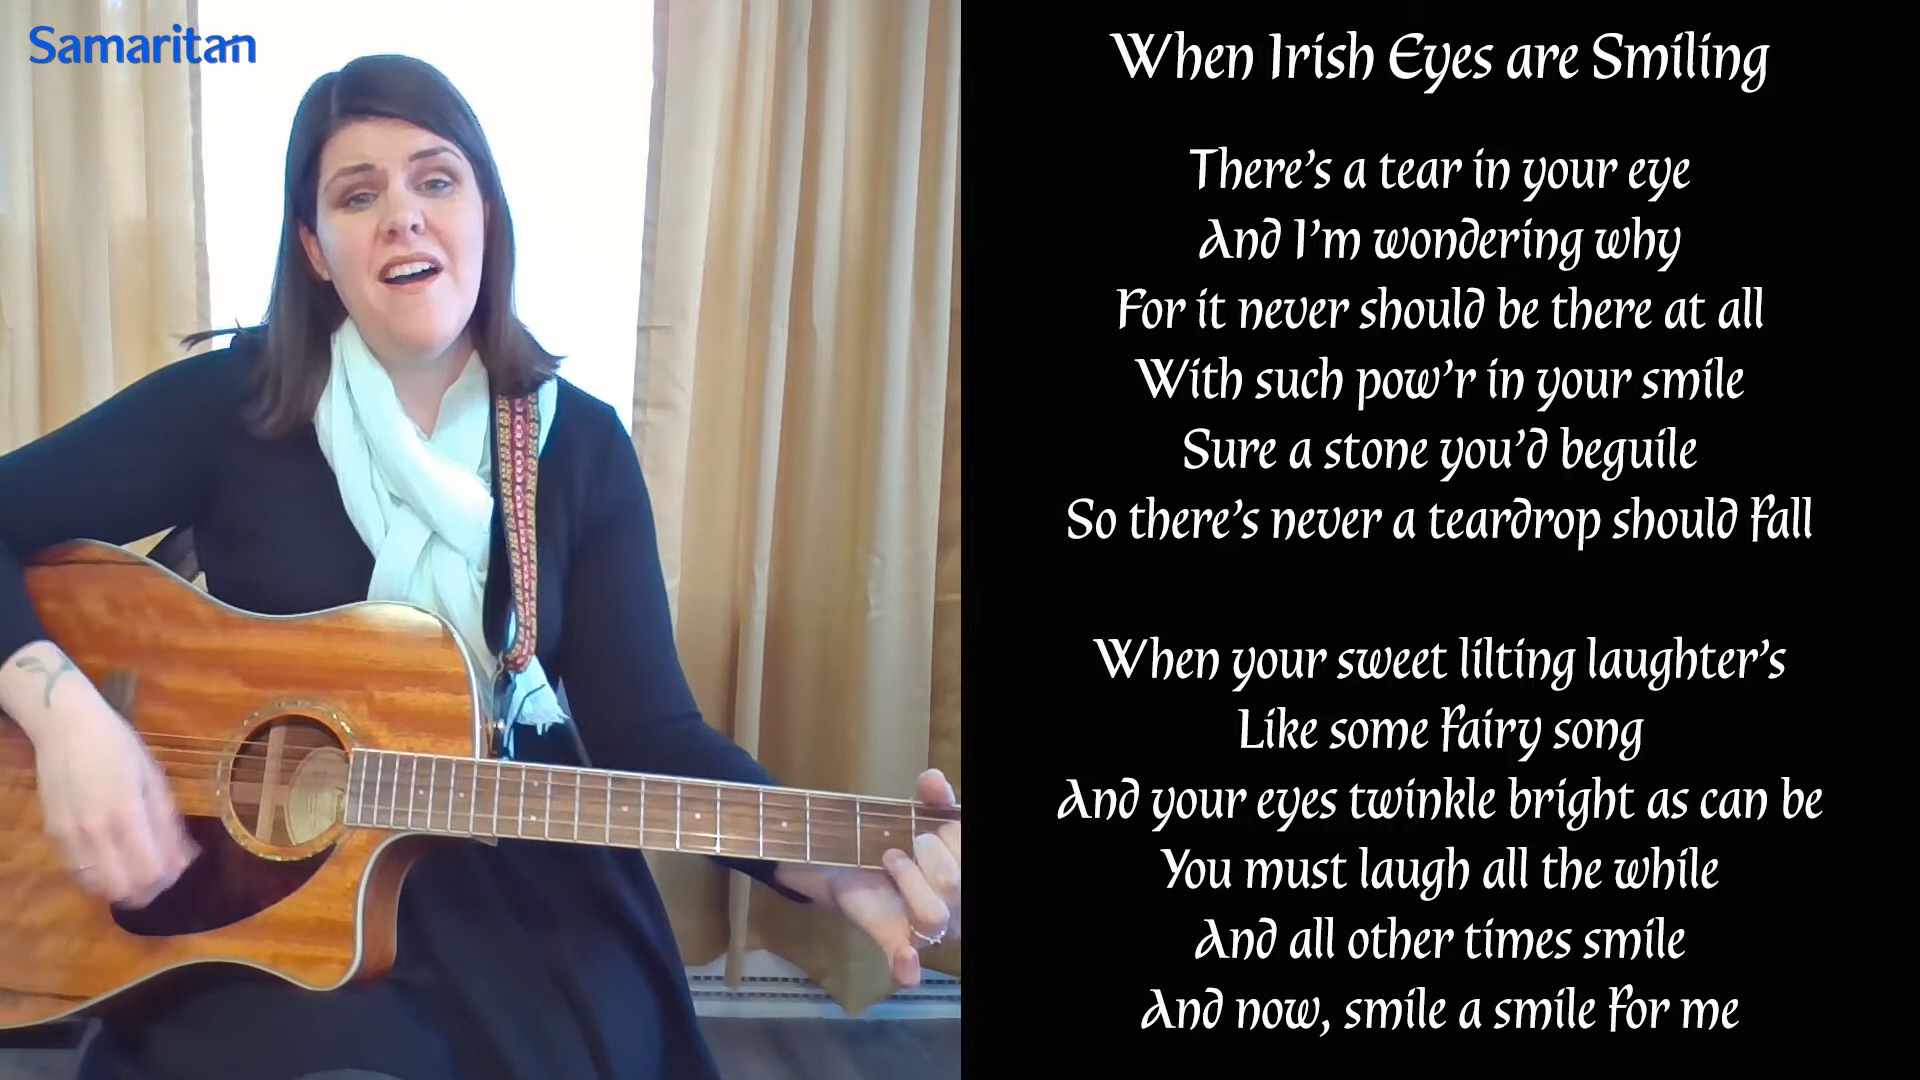 Samaritan
When Irish Eyes are Smiling
There's a tear in your eye
And I'm wondering why
For it never should be there at all
With such pow'r in your smile
Sure a stone you'd beguile
So there's never a teardrop should fall
When your sweet lilting laughter's
Like some fairy song
And your eyes twinkle bright as can be
You must laugh all the while
And all other times smile
And now, smile a smile for me